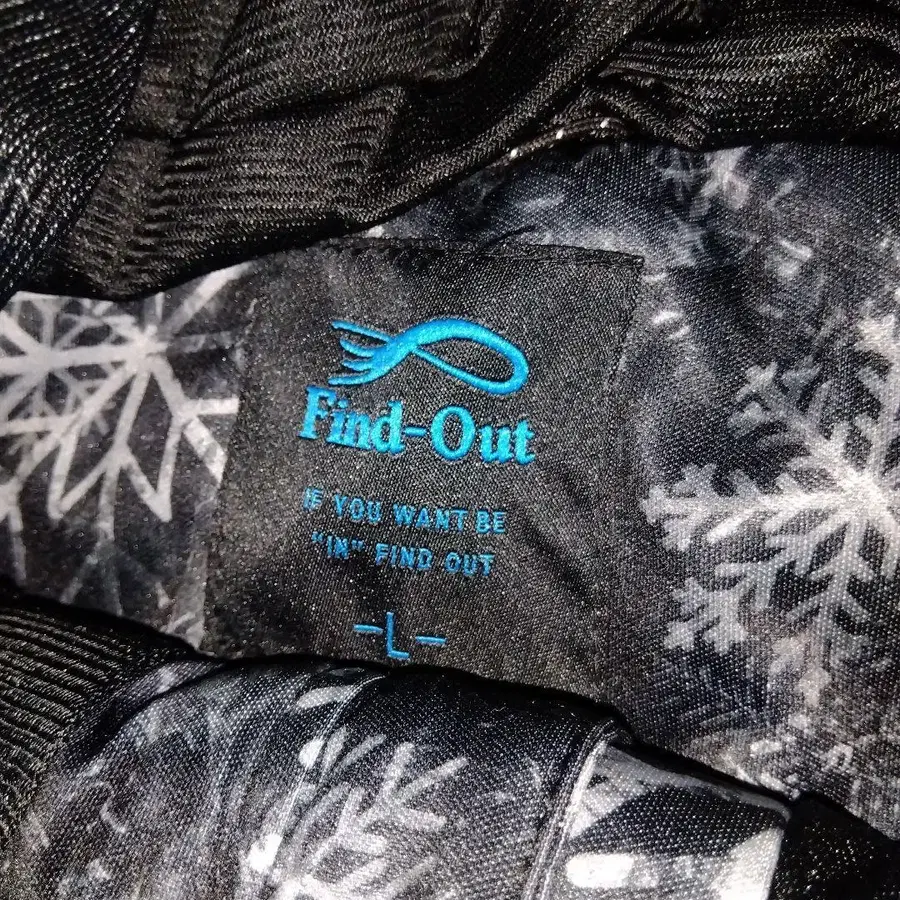 Find-Out
IF YOU WANT BE
"IN" FIND OUT
-L-